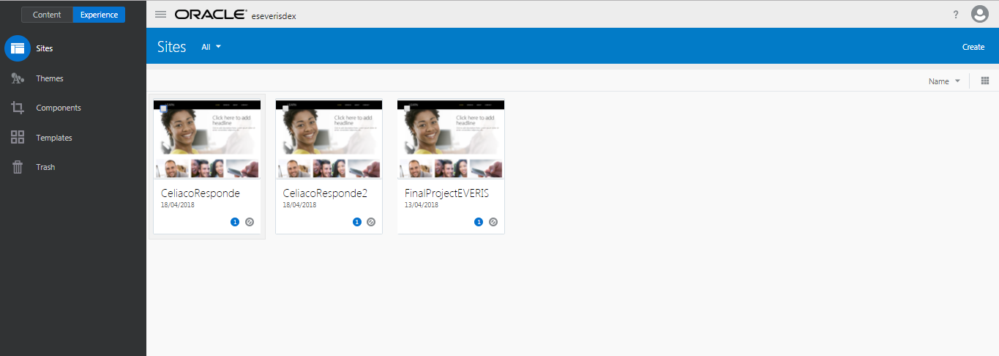 Content Experience
ORACLE® eseverisdex ?
Sites
Themes
Components
Templates
Trash
Sites All Create
Name
Click here to add
headline
Click here to add
headline
Click here to add
headline
CeliacoResponde
18/04/2018
1
CeliacoResponde2
18/04/2018
1
FinalProjectEVERIS
13/04/2018
1